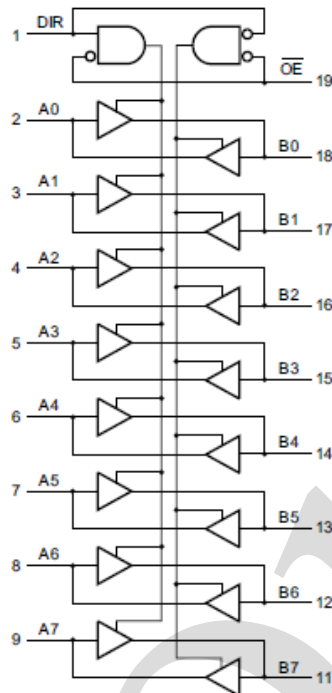 1 DIR
OE 19
2 A0
B0 18
3 A1
B1 17
4 A2
B2 16
5 A3
B3 15
6 A4
B4 14
7 A5
B5 13
8 A6
B6 12
9 A7
B7 11